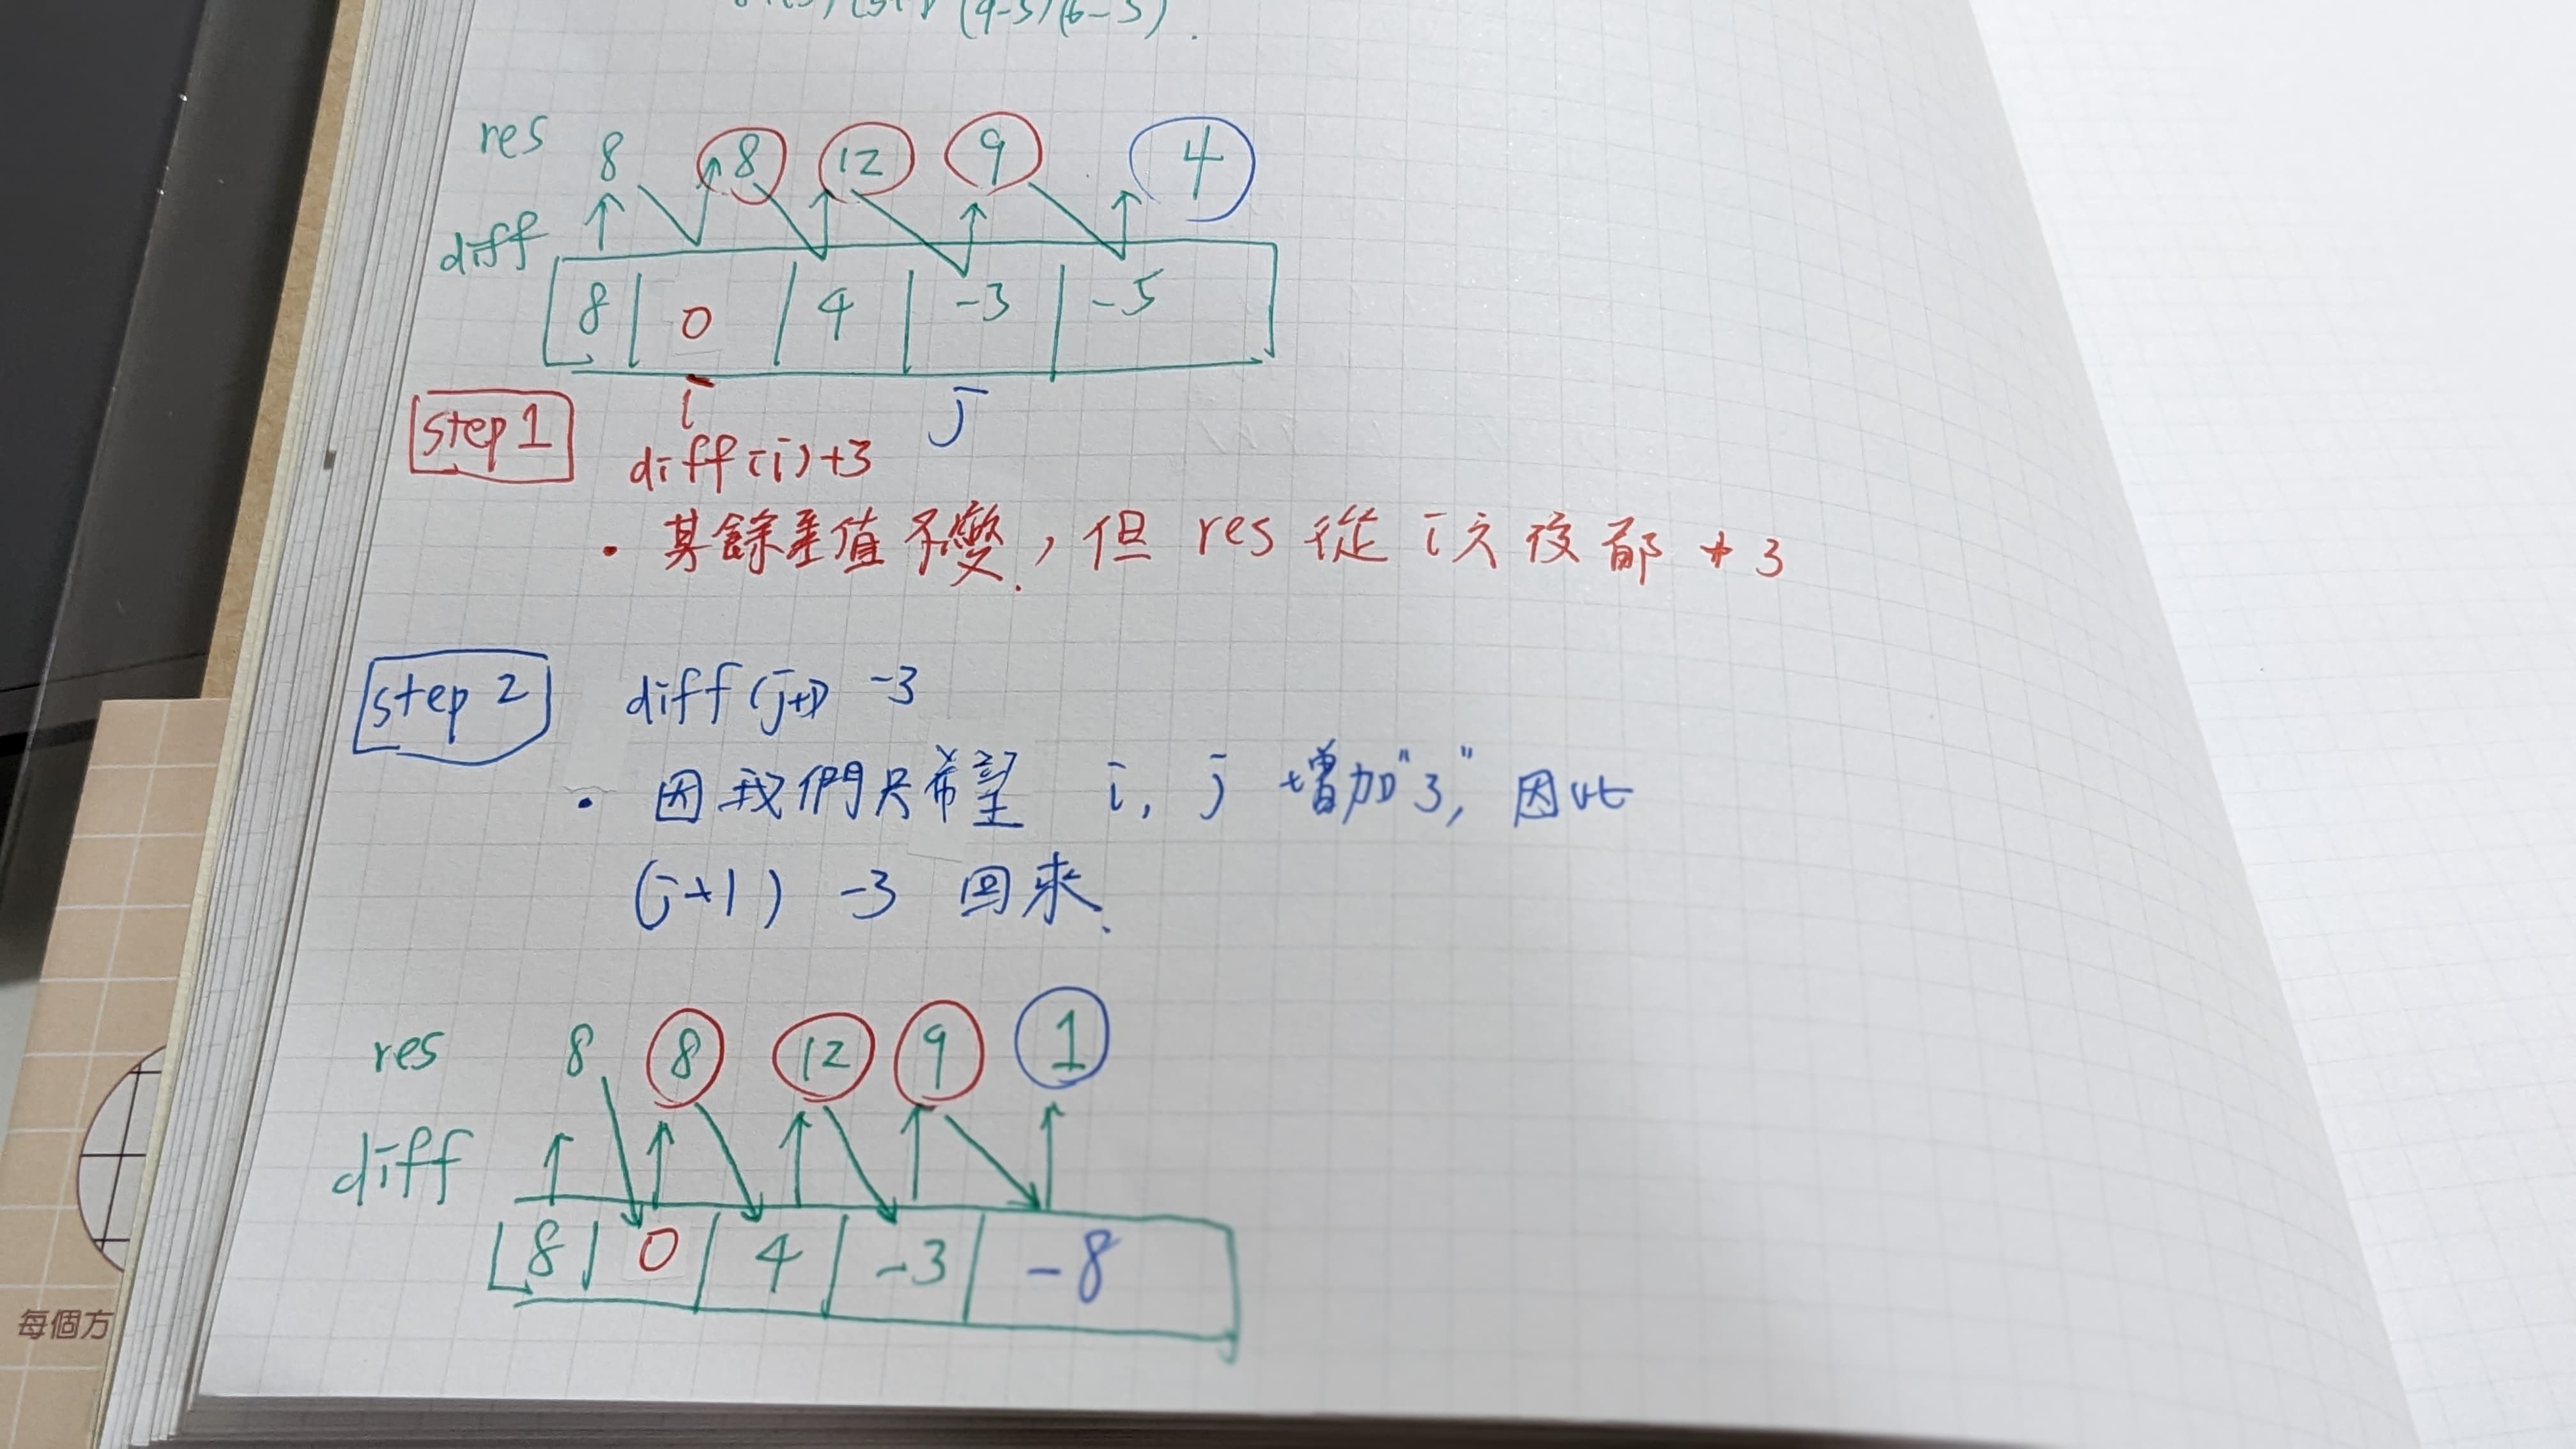 (9-3) (6-5).
res 8 8 12 9 4
diff
8 0 4 -3 -5
i j
step 1
diff(i)+3
• 其餘差值不變, 但 res 從 i 之後都 +3
step 2 diff(j+1) -3
• 因我們只希望 i, j 增加"3," 因此
(j+1) -3 回來.
res 8 8 12 9 1
diff
8 0 4 -3 -8
每個方